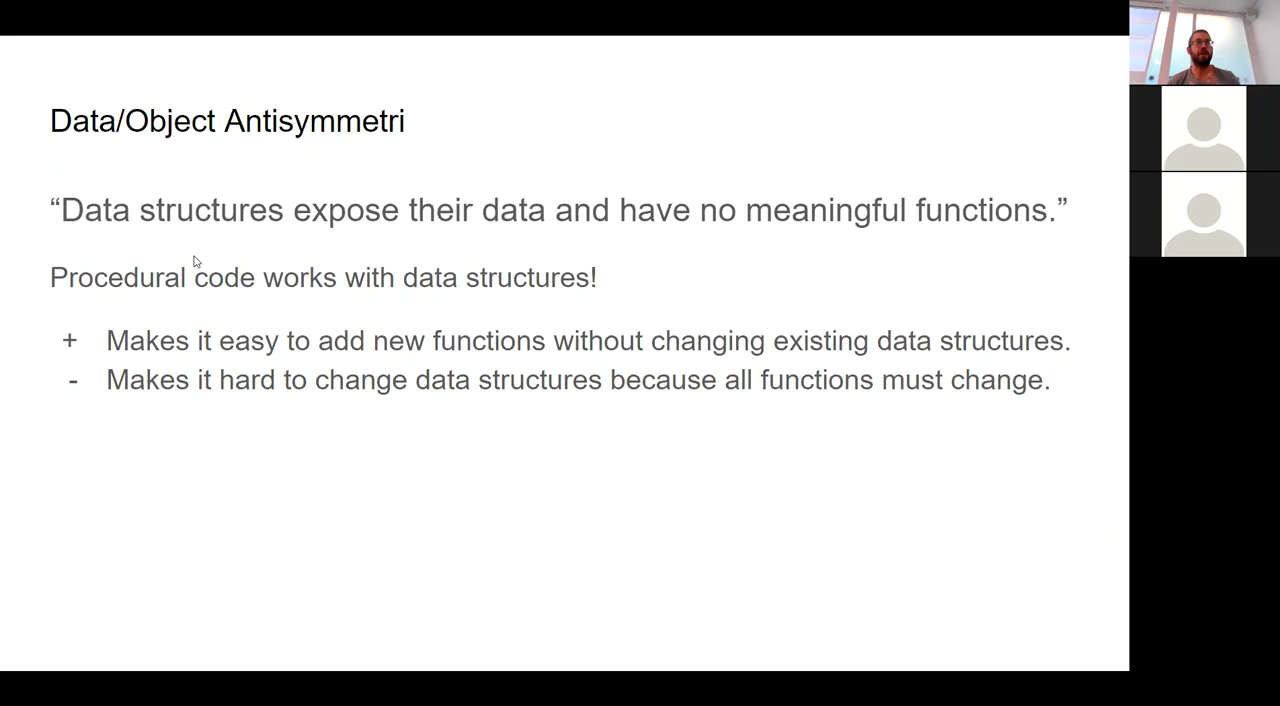 Data/Object Antisymmetri
“Data structures expose their data and have no meaningful functions.”
Procedural code works with data structures!
+ Makes it easy to add new functions without changing existing data structures.
- Makes it hard to change data structures because all functions must change.